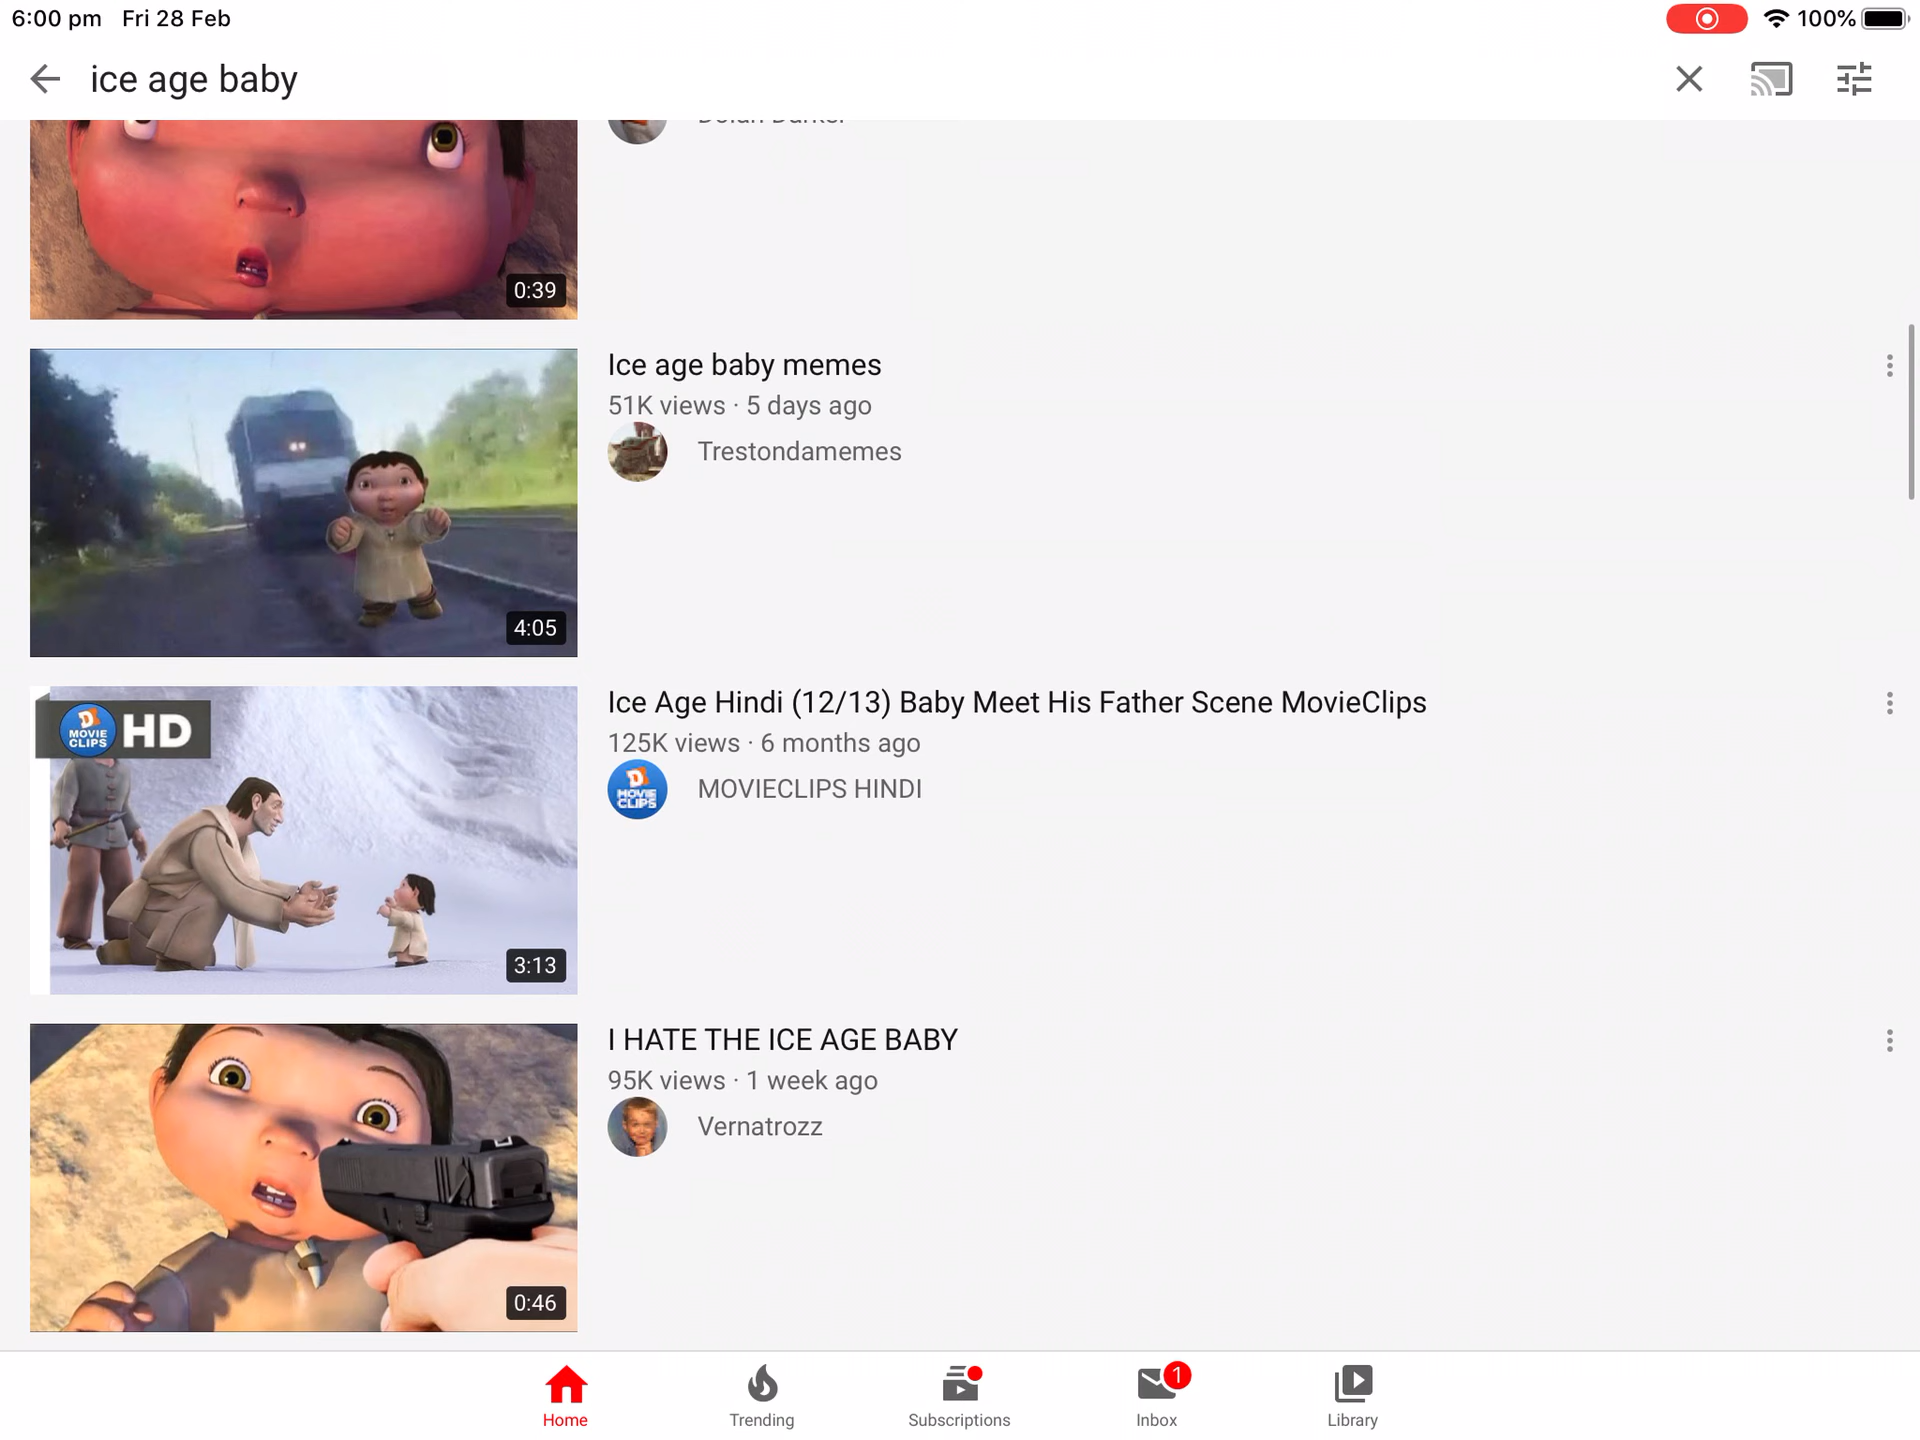 6:00 pm Fri 28 Feb
100%
ice age baby
0:39
Ice age baby memes
51K views · 5 days ago
Trestondamemes
4:05
MOVIE CLIPS HD
Ice Age Hindi (12/13) Baby Meet His Father Scene MovieClips
125K views · 6 months ago
MOVIE CLIPS
MOVIECLIPS HINDI
3:13
I HATE THE ICE AGE BABY
95K views · 1 week ago
Vernatrozz
0:46
1
Home Trending Subscriptions Inbox Library